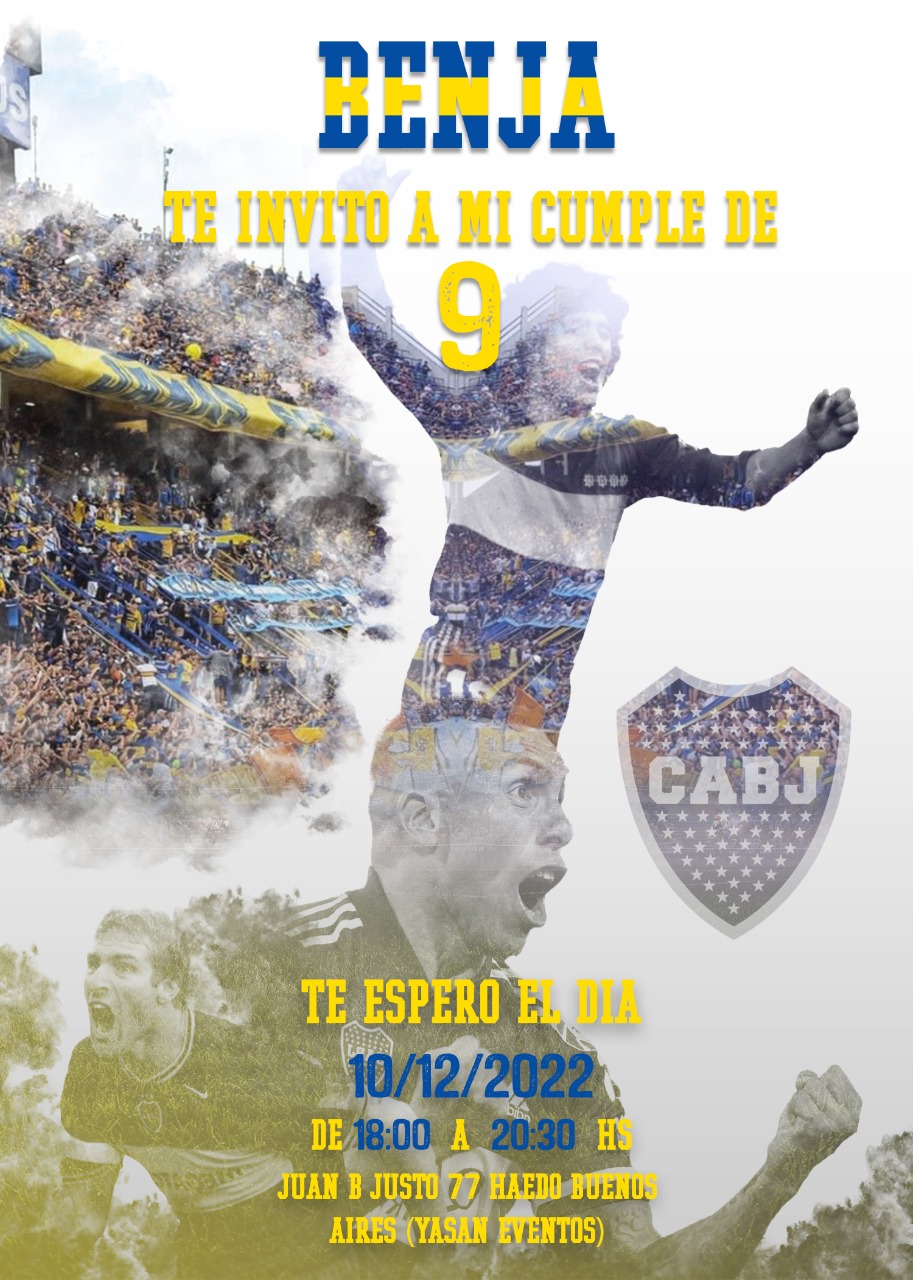 OS
BENJA
TE INVITO A MI CUMPLE DE
9
CABJ
TE ESPERO EL DIA
10/12/2022
DE 18:00 A 20:30 HS
JUAN B JUSTO 77 HAEDO BUENOS
AIRES (YASAN EVENTOS)